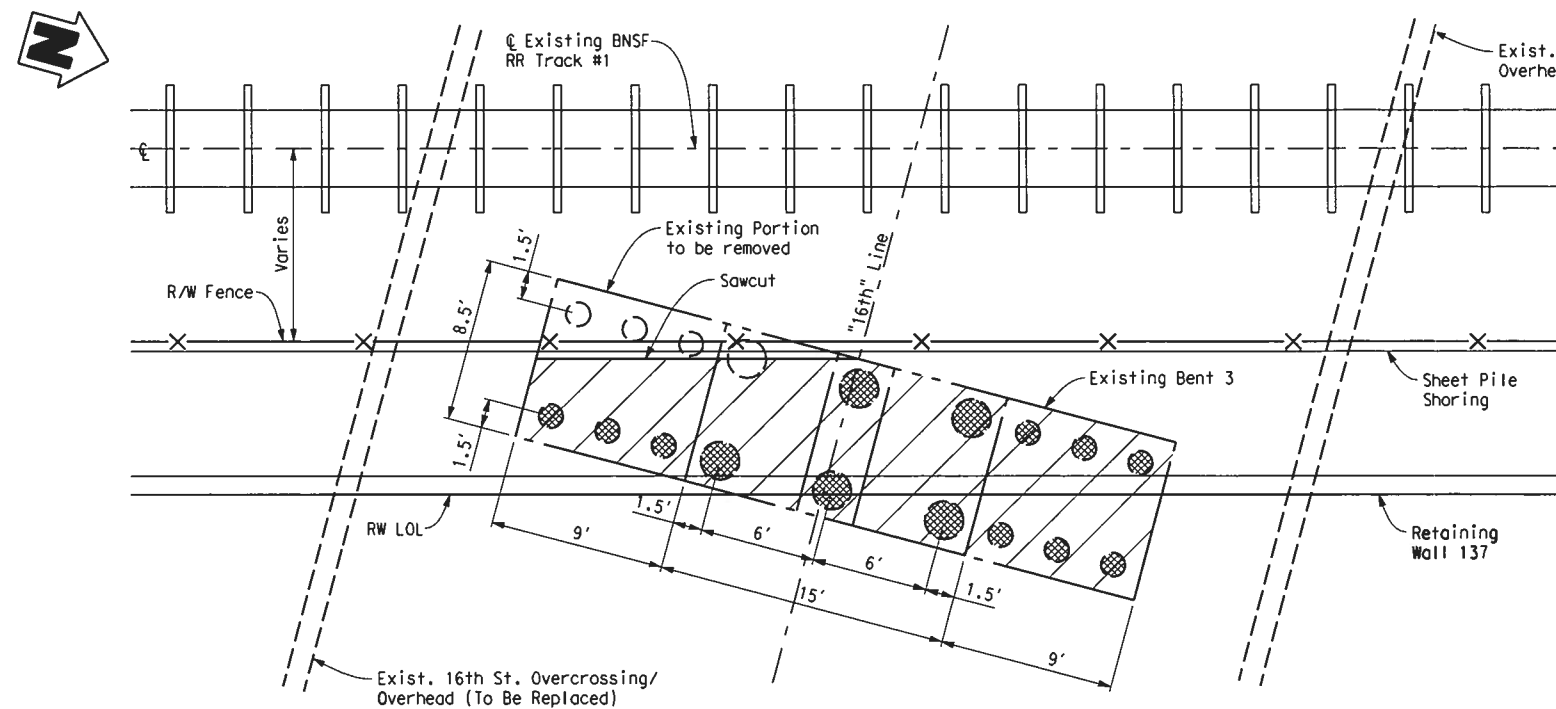 N
℄ Existing BNSF
RR Track #1
Exist.
Overhe
℄
Varies
1.5'
Existing Portion
to be removed
"16th" Line
Sawcut
R/W Fence
8.5'
Existing Bent 3
Sheet Pile
Shoring
1.5'
RW LOL
1.5'
9'
6'
6'
15'
1.5'
9'
Retaining
Wall 137
Exist. 16th St. Overcrossing/
Overhead (To Be Replaced)